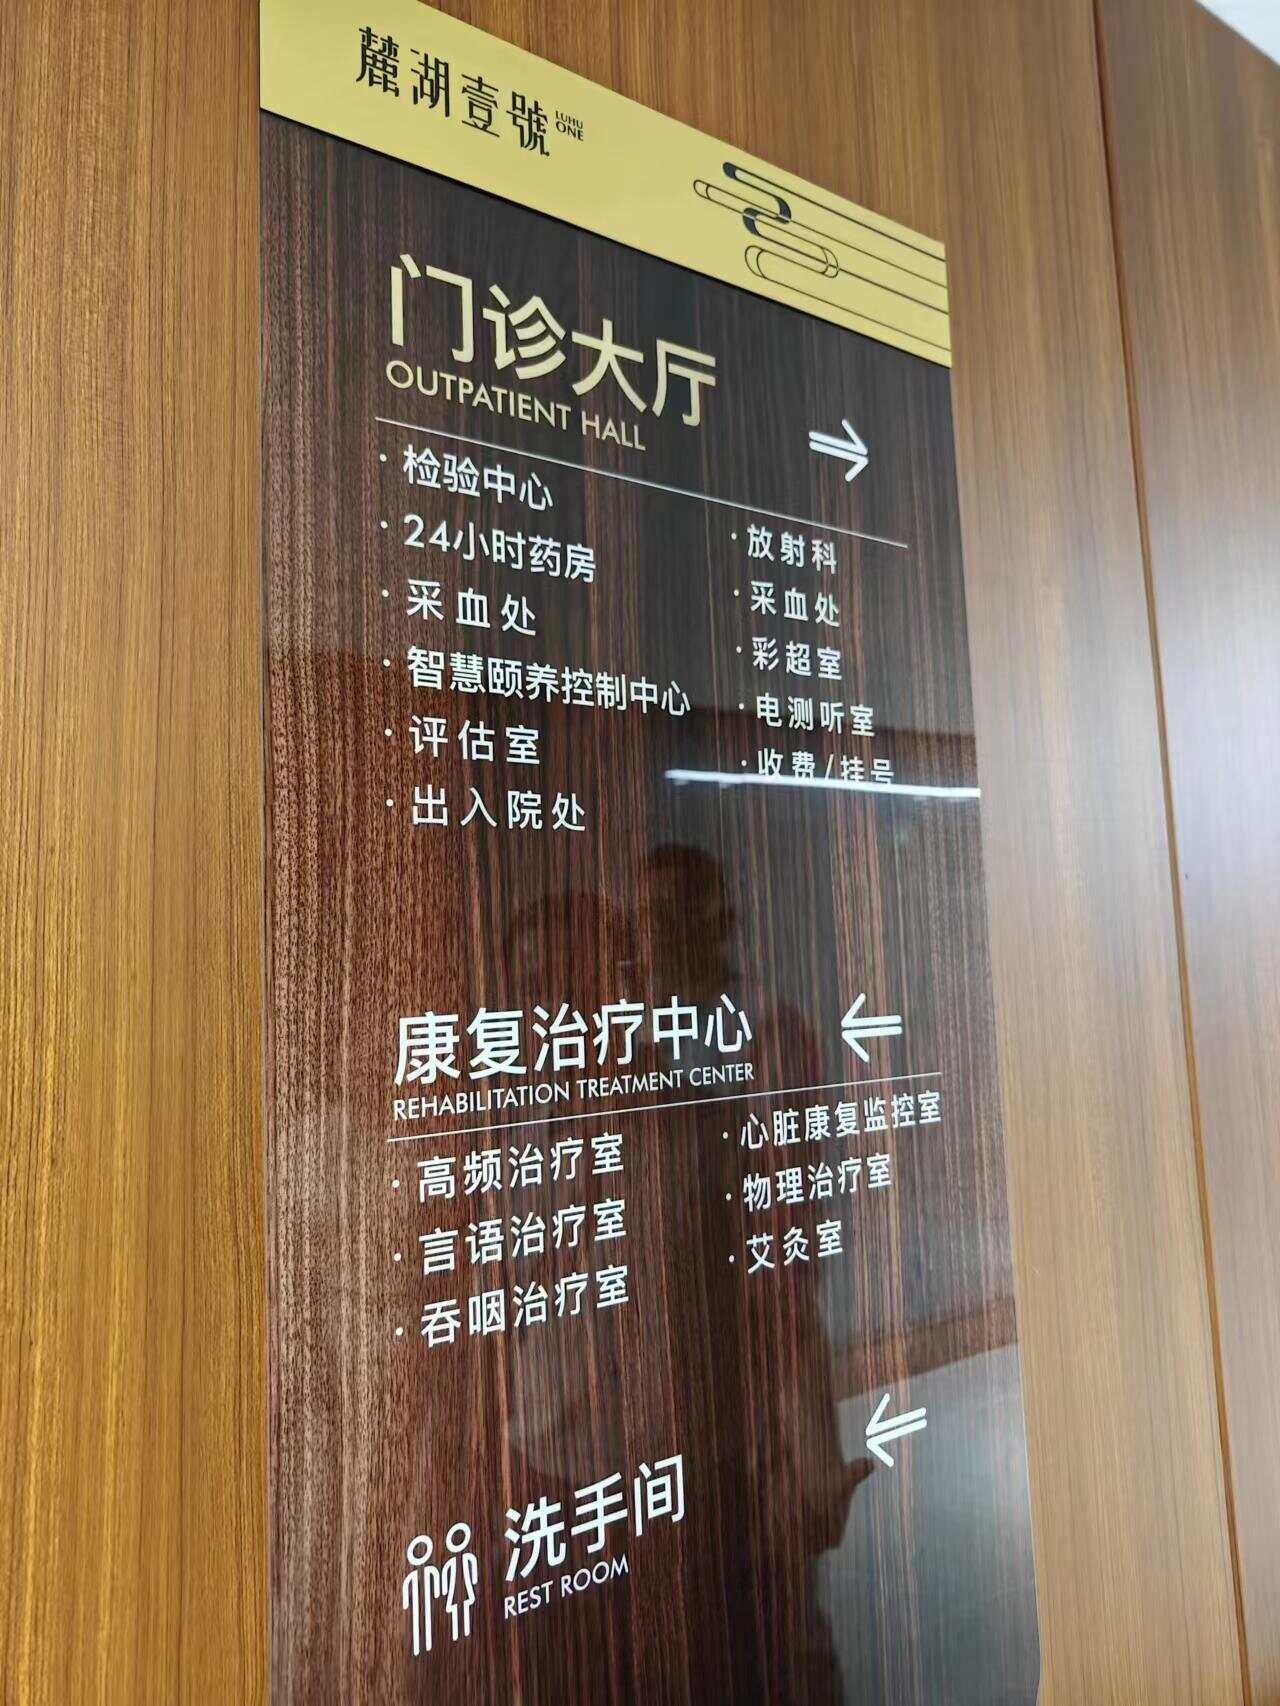 麓湖壹號 LUHU ONE
门诊大厅
OUTPATIENT HALL
·检验中心
·24小时药房
·采血处
·智慧颐养控制中心
·评估室
·出入院处
·放射科
·采血处
·彩超室
·电测听室
·收费/挂号
康复治疗中心
REHABILITATION TREATMENT CENTER
·高频治疗室
·言语治疗室
·吞咽治疗室
·心脏康复监控室
·物理治疗室
·艾灸室
洗手间
REST ROOM